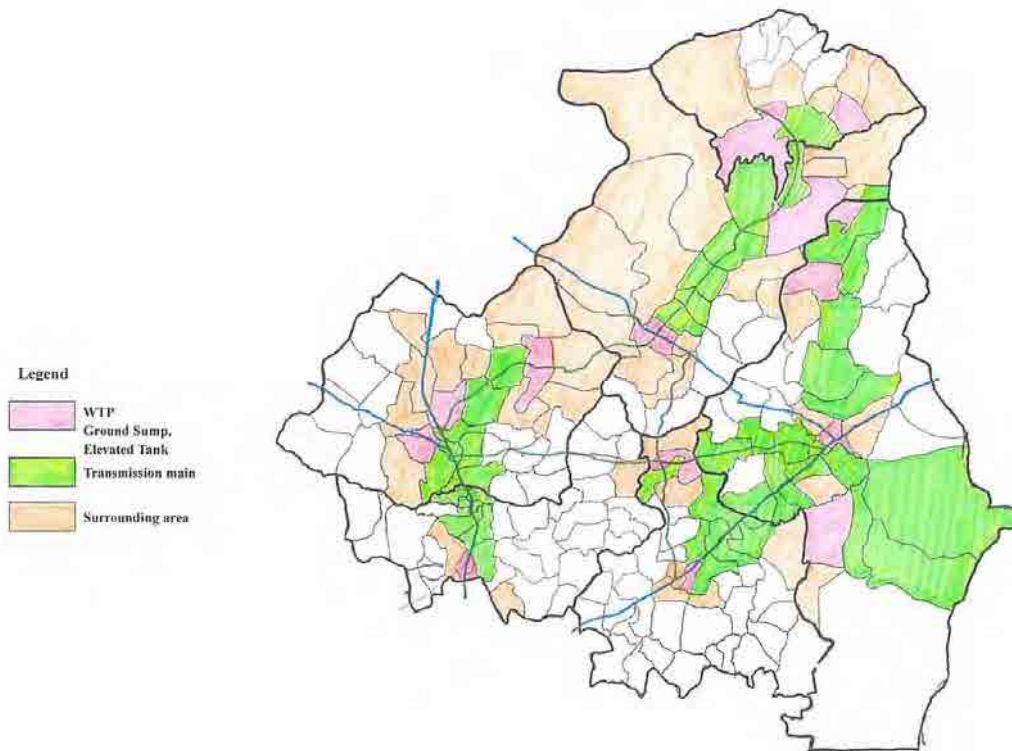 Legend
WTP
Ground Sump,
Elevated Tank
Transmission main
Surrounding area